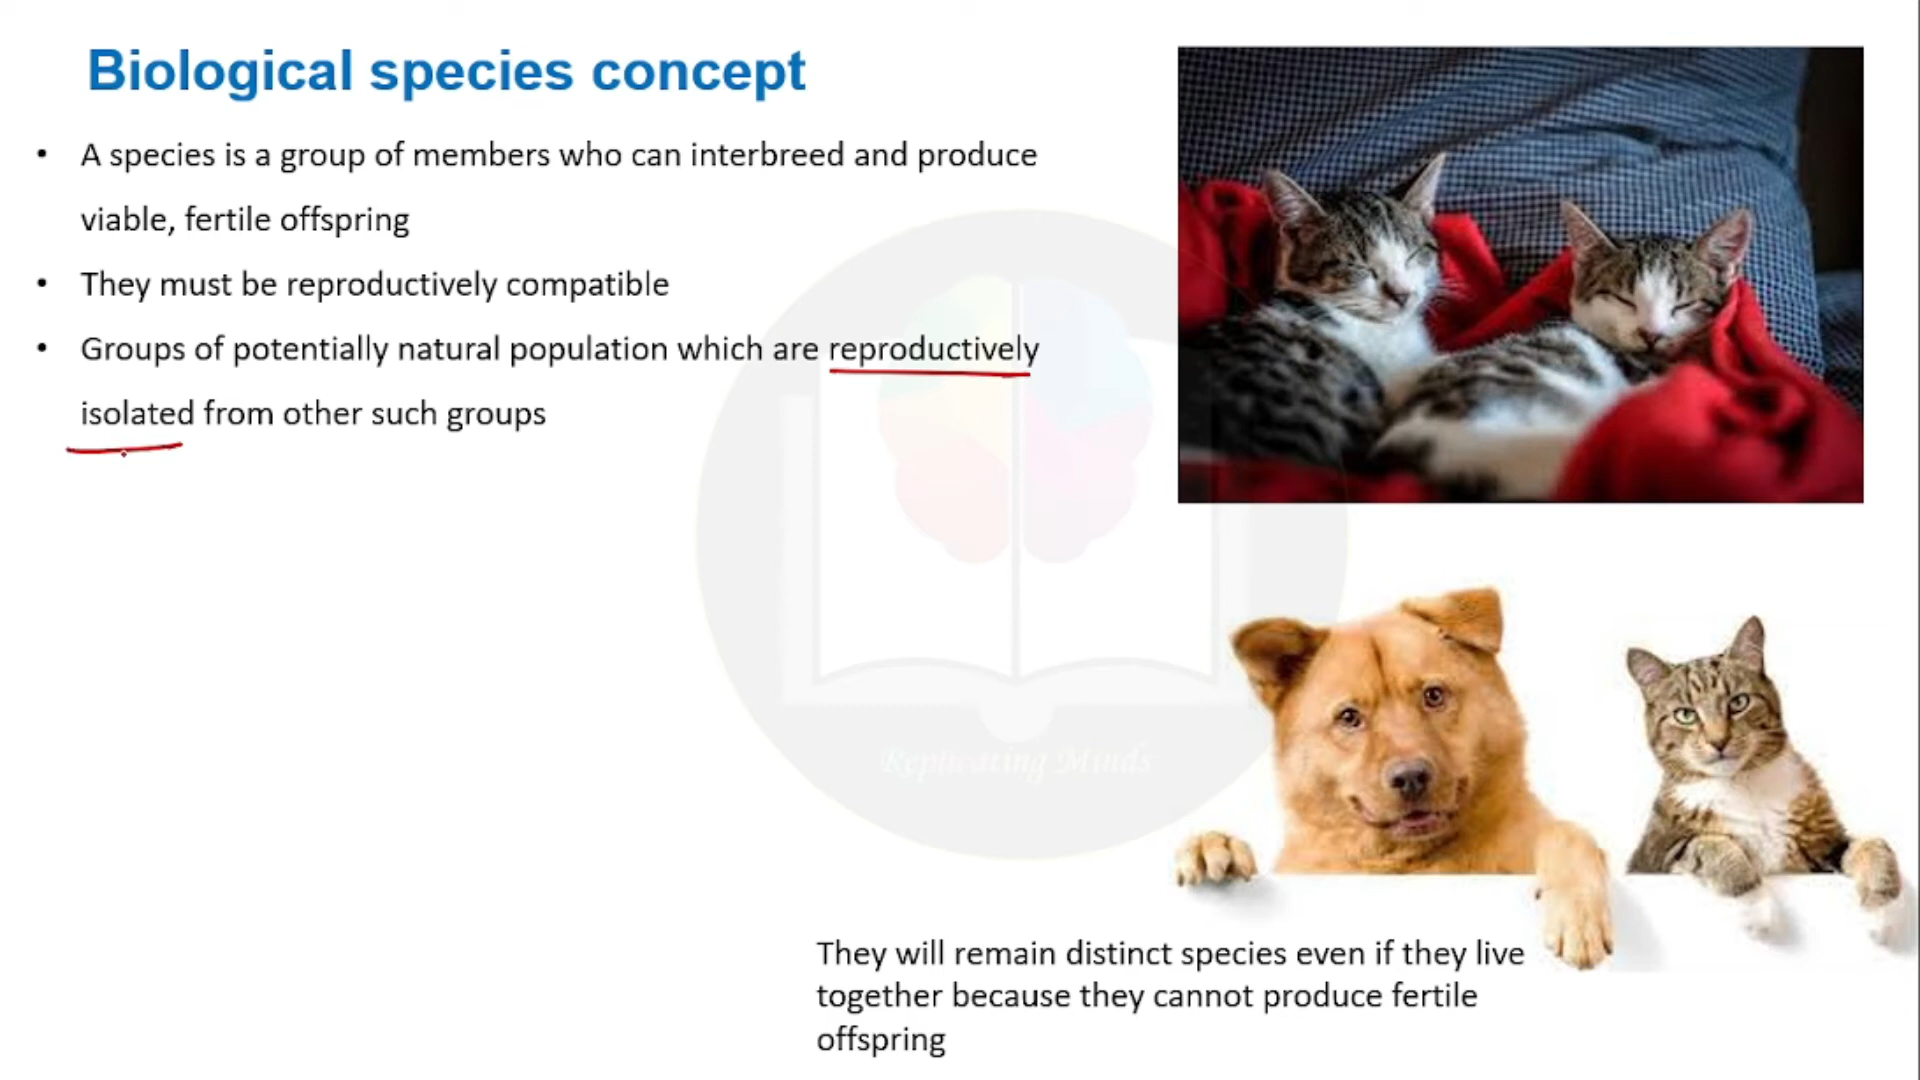 Biological species concept
• A species is a group of members who can interbreed and produce
viable, fertile offspring
• They must be reproductively compatible
• Groups of potentially natural population which are reproductively
isolated from other such groups
Replicating Minds
They will remain distinct species even if they live
together because they cannot produce fertile
offspring